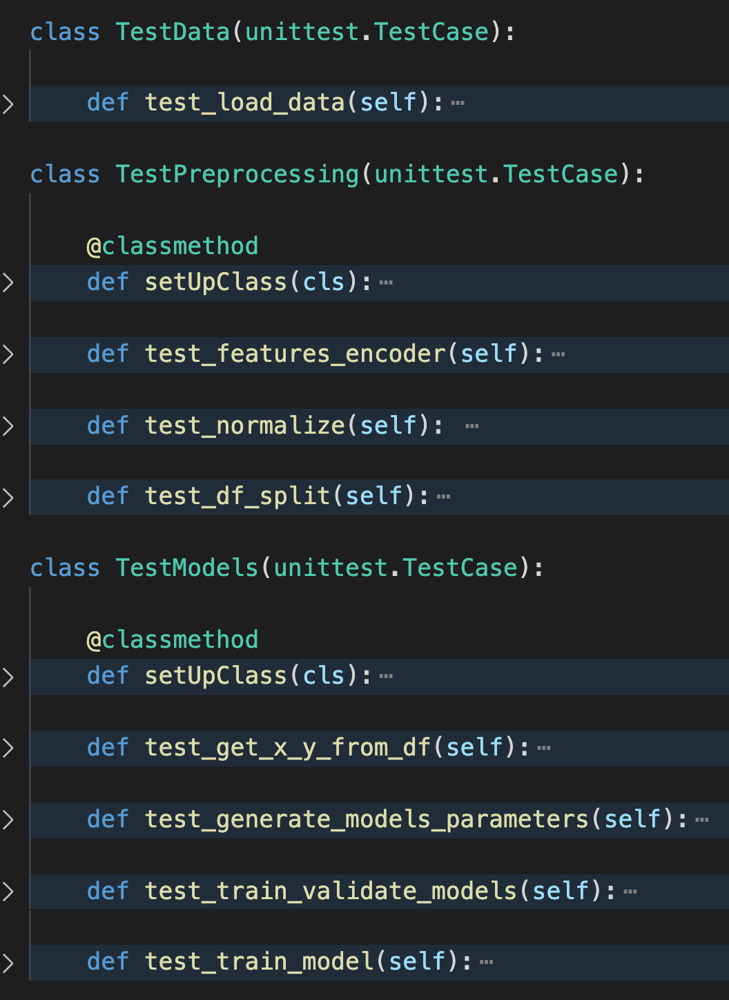 class TestData(unittest.TestCase):
def test_load_data(self):⋯
class TestPreprocessing(unittest.TestCase):
@classmethod
def setUpClass(cls):⋯
def test_features_encoder(self):⋯
def test_normalize(self): ⋯
def test_df_split(self):⋯
class TestModels(unittest.TestCase):
@classmethod
def setUpClass(cls):⋯
def test_get_x_y_from_df(self):⋯
def test_generate_models_parameters(self):⋯
def test_train_validate_models(self):⋯
def test_train_model(self):⋯